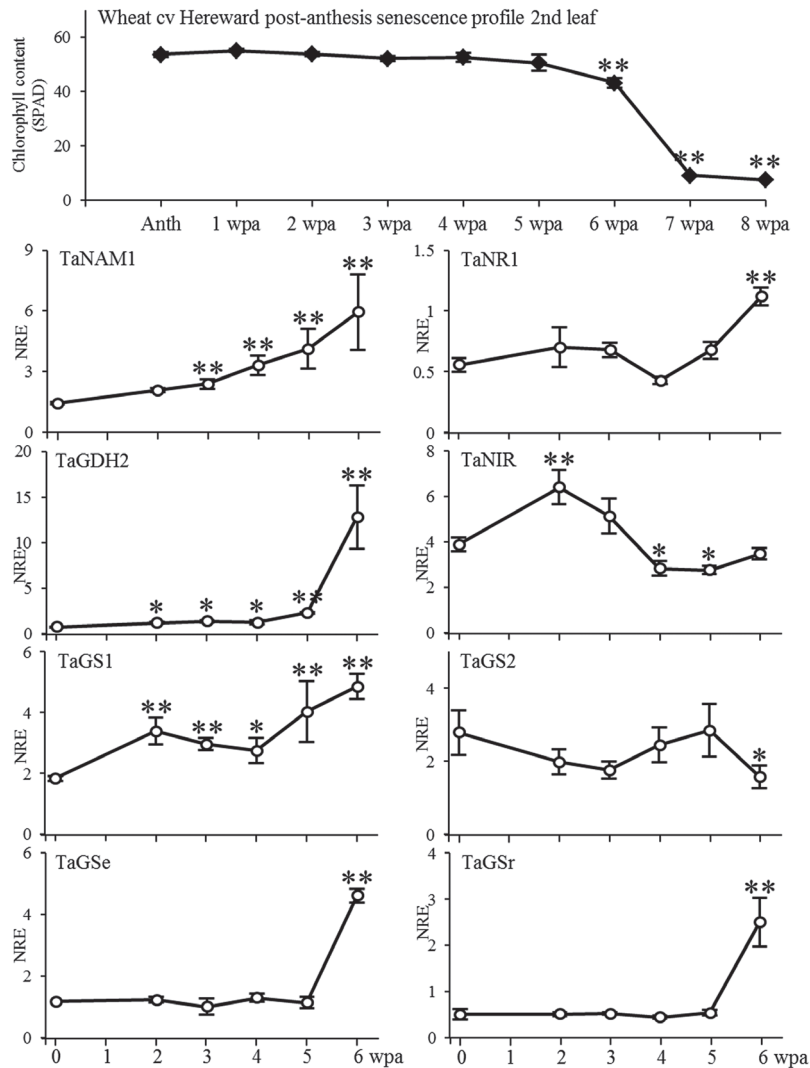 Wheat cv Hereward post-anthesis senescence profile 2nd leaf
Chlorophyll content
(SPAD)
60
40
20
0
**
**
**
Anth 1 wpa 2 wpa 3 wpa 4 wpa 5 wpa 6 wpa 7 wpa 8 wpa
TaNAM1
NRE
9
6
3
0
**
**
**
**
TaNR1
NRE
1.5
1
0.5
0
**
TaGDH2
NRE
20
15
10
5
0
*
*
*
**
**
TaNIR
NRE
8
6
4
2
0
**
*
*
TaGS1
NRE
6
4
2
0
**
**
*
**
**
TaGS2
NRE
4
2
0
*
TaGSe
NRE
6
4
2
0
**
0 1 2 3 4 5 6 wpa
TaGSr
NRE
4
3
2
1
0
**
0 1 2 3 4 5 6 wpa